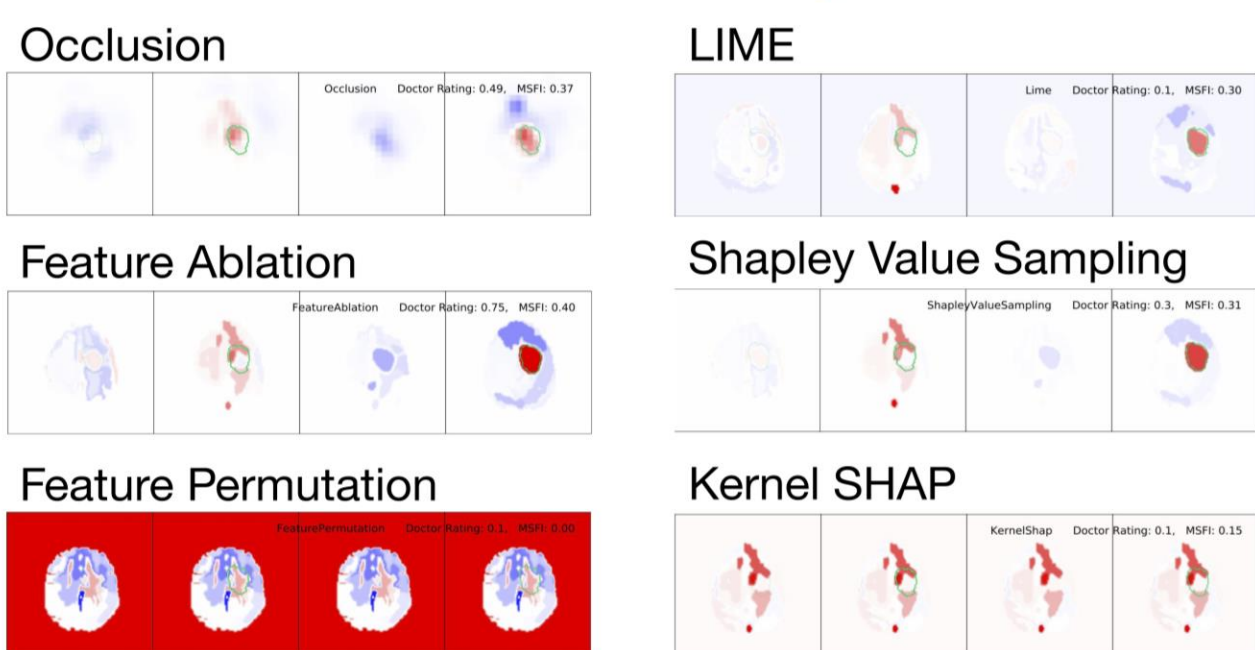 Occlusion
Occlusion Doctor Rating: 0.49, MSFI: 0.37
LIME
Lime Doctor Rating: 0.1, MSFI: 0.30
Feature Ablation
FeatureAblation Doctor Rating: 0.75, MSFI: 0.40
Shapley Value Sampling
ShapleyValueSampling Doctor Rating: 0.3, MSFI: 0.31
Feature Permutation
FeaturePermutation Doctor Rating: 0.1, MSFI: 0.00
Kernel SHAP
KernelShap Doctor Rating: 0.1, MSFI: 0.15